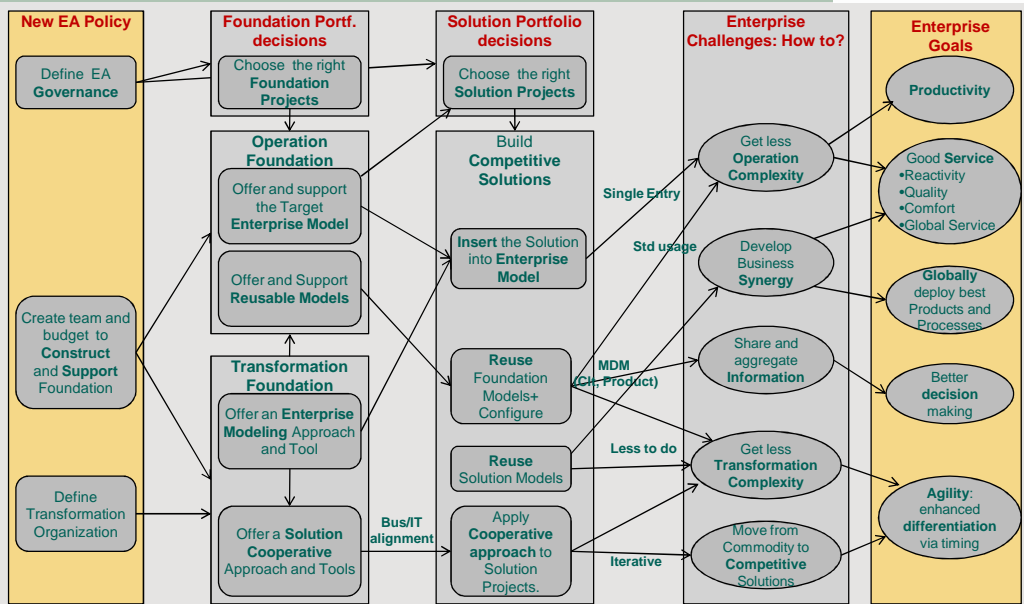 New EA Policy
Define EA
Governance
Create team and
budget to
Construct
and Support
Foundation
Define
Transformation
Organization
Foundation Portf.
decisions
Choose the right
Foundation
Projects
Operation
Foundation
Offer and support
the Target
Enterprise Model
Offer and Support
Reusable Models
Transformation
Foundation
Offer an Enterprise
Modeling Approach
and Tool
Offer a Solution
Cooperative
Approach and Tools
Bus/IT
alignment
Solution Portfolio
decisions
Choose the right
Solution Projects
Build
Competitive
Solutions
Insert the Solution
into Enterprise
Model
Reuse
Foundation
Models+
Configure
Reuse
Solution Models
Apply
Cooperative
approach to
Solution
Projects.
Single Entry
Std usage
MDM
(Clt, Product)
Less to do
Iterative
Enterprise
Challenges: How to?
Get less
Operation
Complexity
Develop
Business
Synergy
Share and
aggregate
Information
Get less
Transformation
Complexity
Move from
Commodity to
Competitive
Solutions
Enterprise
Goals
Productivity
Good Service
•Reactivity
•Quality
•Comfort
•Global Service
Globally
deploy best
Products and
Processes
Better
decision
making
Agility:
enhanced
differentiation
via timing